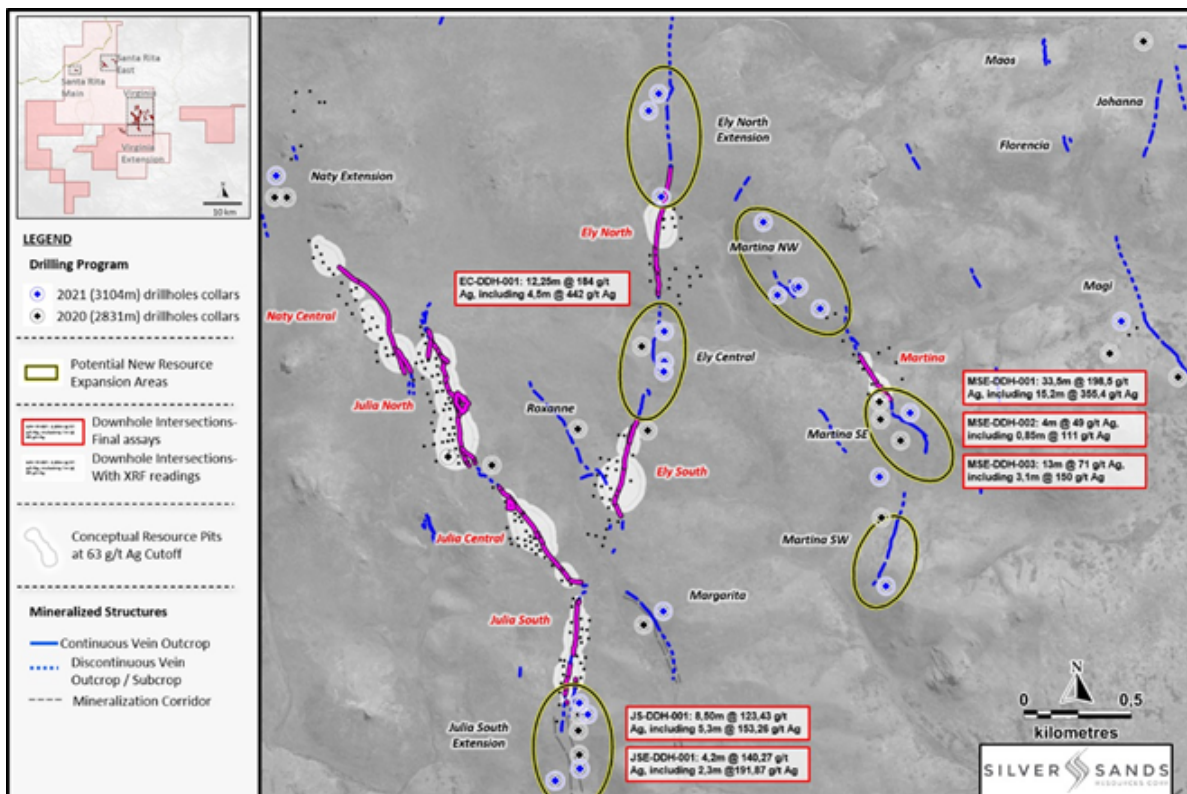 Santa Rita
East
Santa Rita
Main
Virginia
Virginia
Extension
N
10 km
LEGEND
Drilling Program
2021 (3104m) drillholes collars
2020 (2831m) drillholes collars
Potential New Resource
Expansion Areas
Downhole Intersections-
Final assays
Downhole Intersections-
With XRF readings
Conceptual Resource Pits
at 63 g/t Ag Cutoff
Mineralized Structures
Continuous Vein Outcrop
Discontinuous Vein
Outcrop / Subcrop
Mineralization Corridor
Maos
Johanna
Ely North
Extension
Florencia
Naty Extension
Ely North
Martina NW
EC-DDH-001: 12,25m @ 184 g/t
Ag, including 4,5m @ 442 g/t Ag
Magi
Naty Central
Ely Central
Martina
Julia North
Roxanne
MSE-DDH-001: 33,5m @ 198,5 g/t
Ag, including 15,2m @ 355,4 g/t Ag
Martina SE
MSE-DDH-002: 4m @ 49 g/t Ag,
including 0,85m @ 111 g/t Ag
MSE-DDH-003: 13m @ 71 g/t Ag,
including 3,1m @ 150 g/t Ag
Ely South
Julia Central
Martina SW
Margarita
Julia South
Julia South
Extension
JS-DDH-001: 8,50m @ 123,43 g/t
Ag, including 5,3m @ 153,26 g/t Ag
JSE-DDH-001: 4,2m @ 140,27 g/t
Ag, including 2,3m @191,87 g/t Ag
N
0 0,5
kilometres
SILVER SANDS
RESOURCES CORP